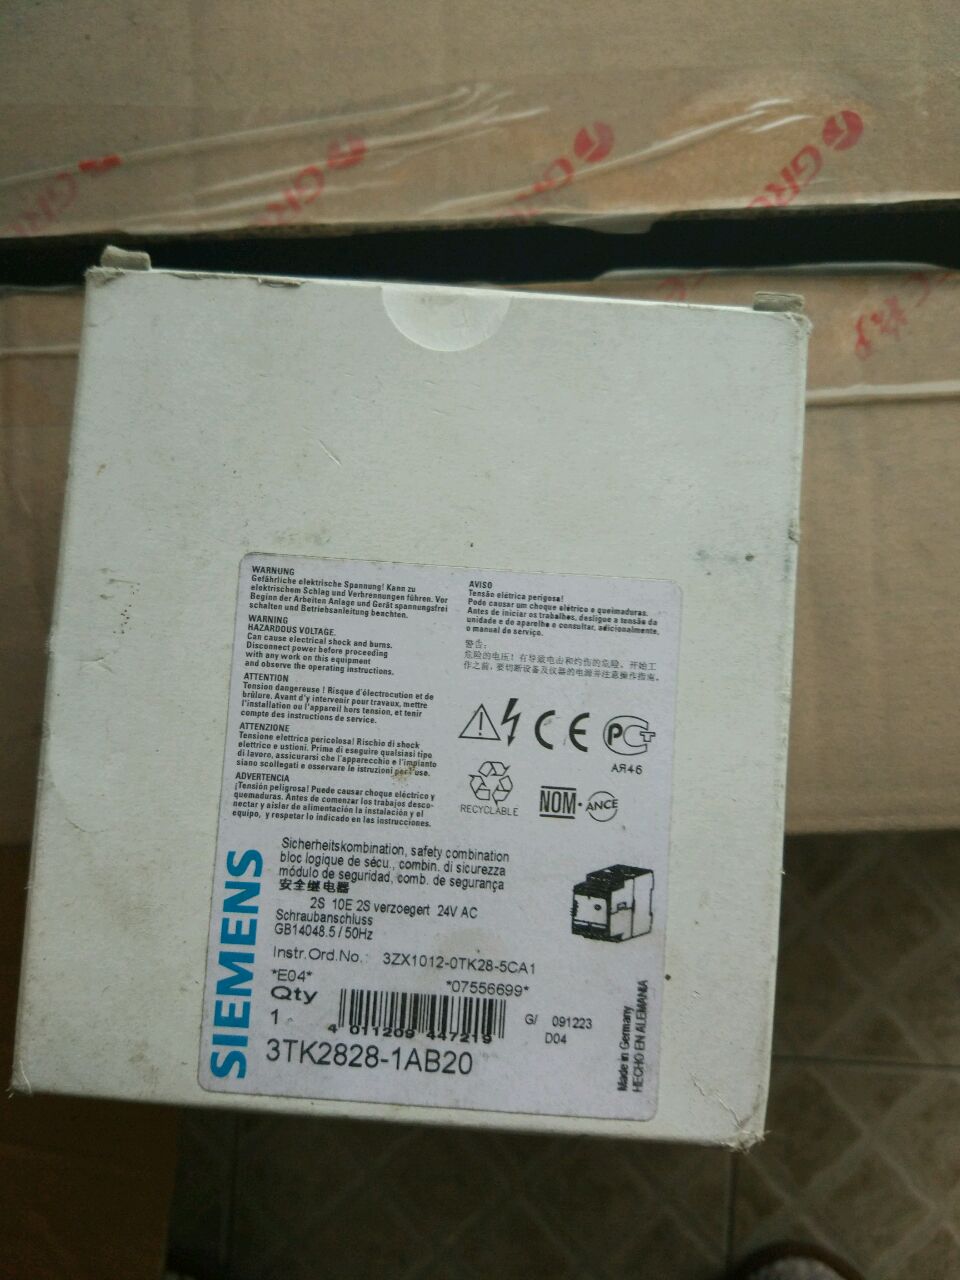 WARNUNG
Gefährliche elektrische Spannung! Kann zu
elektrischem Schlag und Verbrennungen führen. Vor
Beginn der Arbeiten Anlage und Gerät spannungsfrei
schalten und Betriebsanleitung beachten.
WARNING
HAZARDOUS VOLTAGE.
Can cause electrical shock and burns.
Disconnect power before proceeding
with any work on this equipment
and observe the operating instructions.
ATTENTION
Tension dangereuse ! Risque d'électrocution et de
brûlure. Avant d'y intervenir pour travaux, mettre
l'installation ou l'appareil hors tension, et tenir
compte des instructions de service.
ATTENZIONE
Tensione elettrica pericolosa! Rischio di shock
elettrico e ustioni. Prima di eseguire qualsiasi tipo
di lavoro, assicurarsi che l'apparecchio e l'impianto
siano scollegati e osservare le istruzioni per l'use.
ADVERTENCIA
¡Tensión peligrosa! Puede causar choque eléctrico y
quemaduras. Antes de comenzar los trabajos desco-
nectar y aislar de alimentación la instalación y el
equipo, y respetar lo indicado en las instrucciones.
AVISO
Tensão elétrica perigosa!
Pode causar um choque elétrico e queimaduras.
Antes de iniciar os trabalhos, desligue a tensão da
unidade e de aparelho e consultar, adicionalmente,
o manual de serviço.
警告:
危险的电压! 有导致电击和灼伤的危险。开始工
作之前,要切断设备及仪器的电源并注意操作指南。
CE PCT
АЯ46
RECYCLABLE
NOM - ANCE
SIEMENS
Sicherheitskombination, safety combination
bloc logique de sécu., combin. di sicurezza
módulo de seguridad, comb. de segurança
安全继电器
2S 10E 2S verzoegert 24V AC
Schraubanschluss
GB14048.5 / 50Hz
Instr.Ord.No.: 3ZX1012-0TK28-5CA1
*E04* *07556699*
Qty
1
4 011209 447219
G/ 091223
D04
3TK2828-1AB20
Made in Germany
HECHO EN ALEMANIA